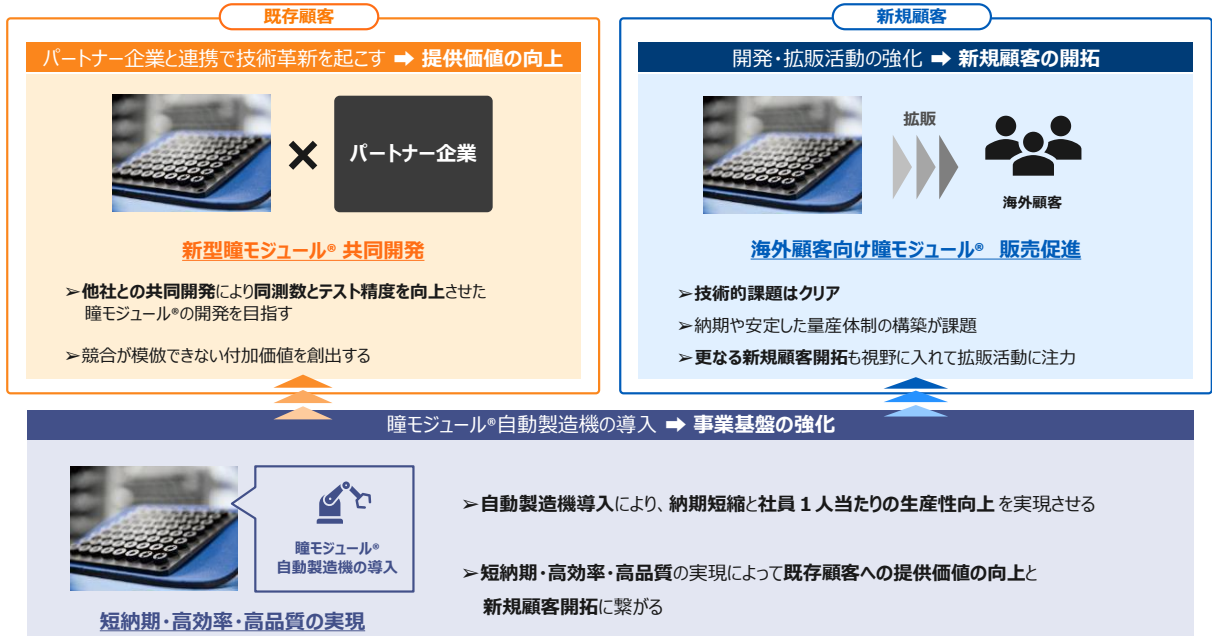 既存顧客
パートナー企業と連携で技術革新を起こす ➡ 提供価値の向上
パートナー企業
新型瞳モジュール® 共同開発
➢他社との共同開発により同測数とテスト精度を向上させた
瞳モジュール®の開発を目指す
➢競合が模倣できない付加価値を創出する
新規顧客
開発・拡販活動の強化 ➡ 新規顧客の開拓
拡販
海外顧客
海外顧客向け瞳モジュール® 販売促進
➢技術的課題はクリア
➢納期や安定した量産体制の構築が課題
➢更なる新規顧客開拓も視野に入れて拡販活動に注力
瞳モジュール®自動製造機の導入 ➡ 事業基盤の強化
瞳モジュール®
自動製造機の導入
短納期・高効率・高品質の実現
➢自動製造機導入により、納期短縮と社員1人当たりの生産性向上を実現させる
➢短納期・高効率・高品質の実現によって既存顧客への提供価値の向上と
新規顧客開拓に繋がる